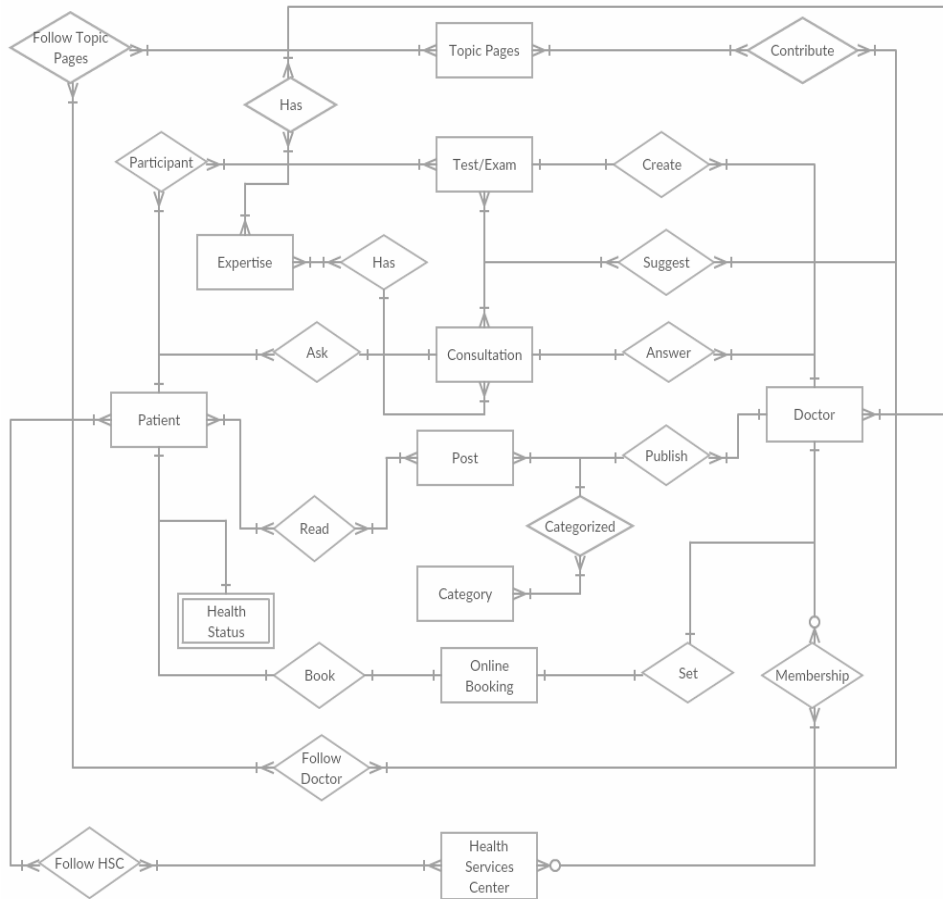 Follow Topic
Pages
Topic Pages
Contribute
Has
Participant
Test/Exam
Create
Expertise
Has
Suggest
Ask
Consultation
Answer
Patient
Doctor
Post
Publish
Read
Categorized
Category
Health
Status
Book
Online
Booking
Set
Membership
Follow
Doctor
Follow HSC
Health
Services
Center